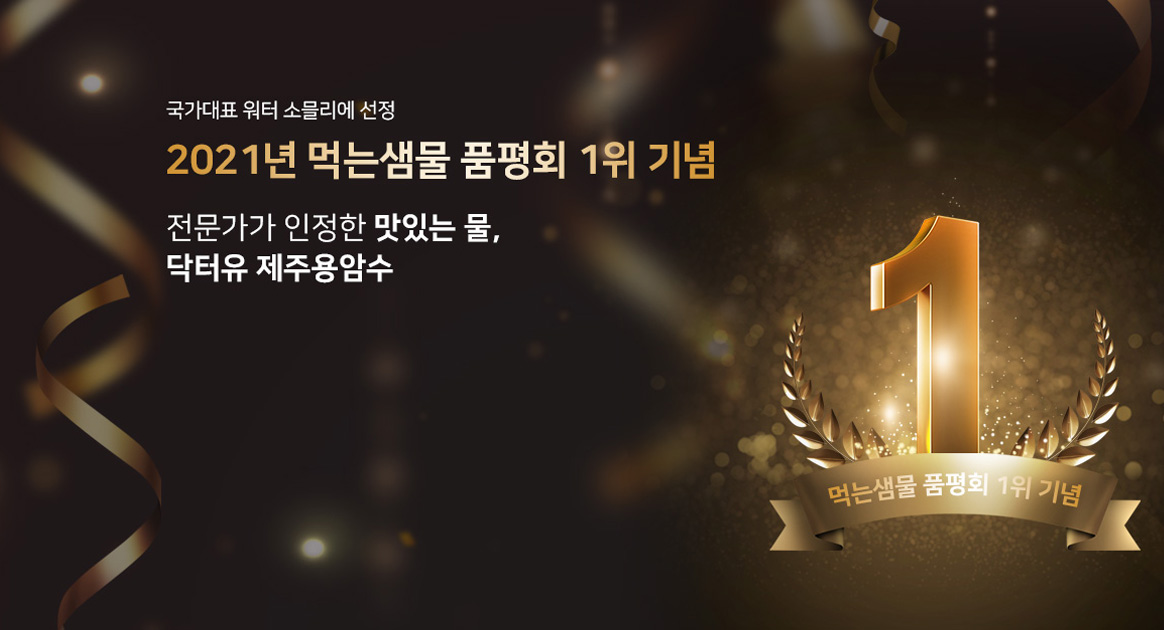 국가대표 워터 소믈리에 선정
2021년 먹는샘물 품평회 1위 기념
전문가가 인정한 맛있는 물,
닥터유 제주용암수
1
먹는샘물 품평회 1위 기념